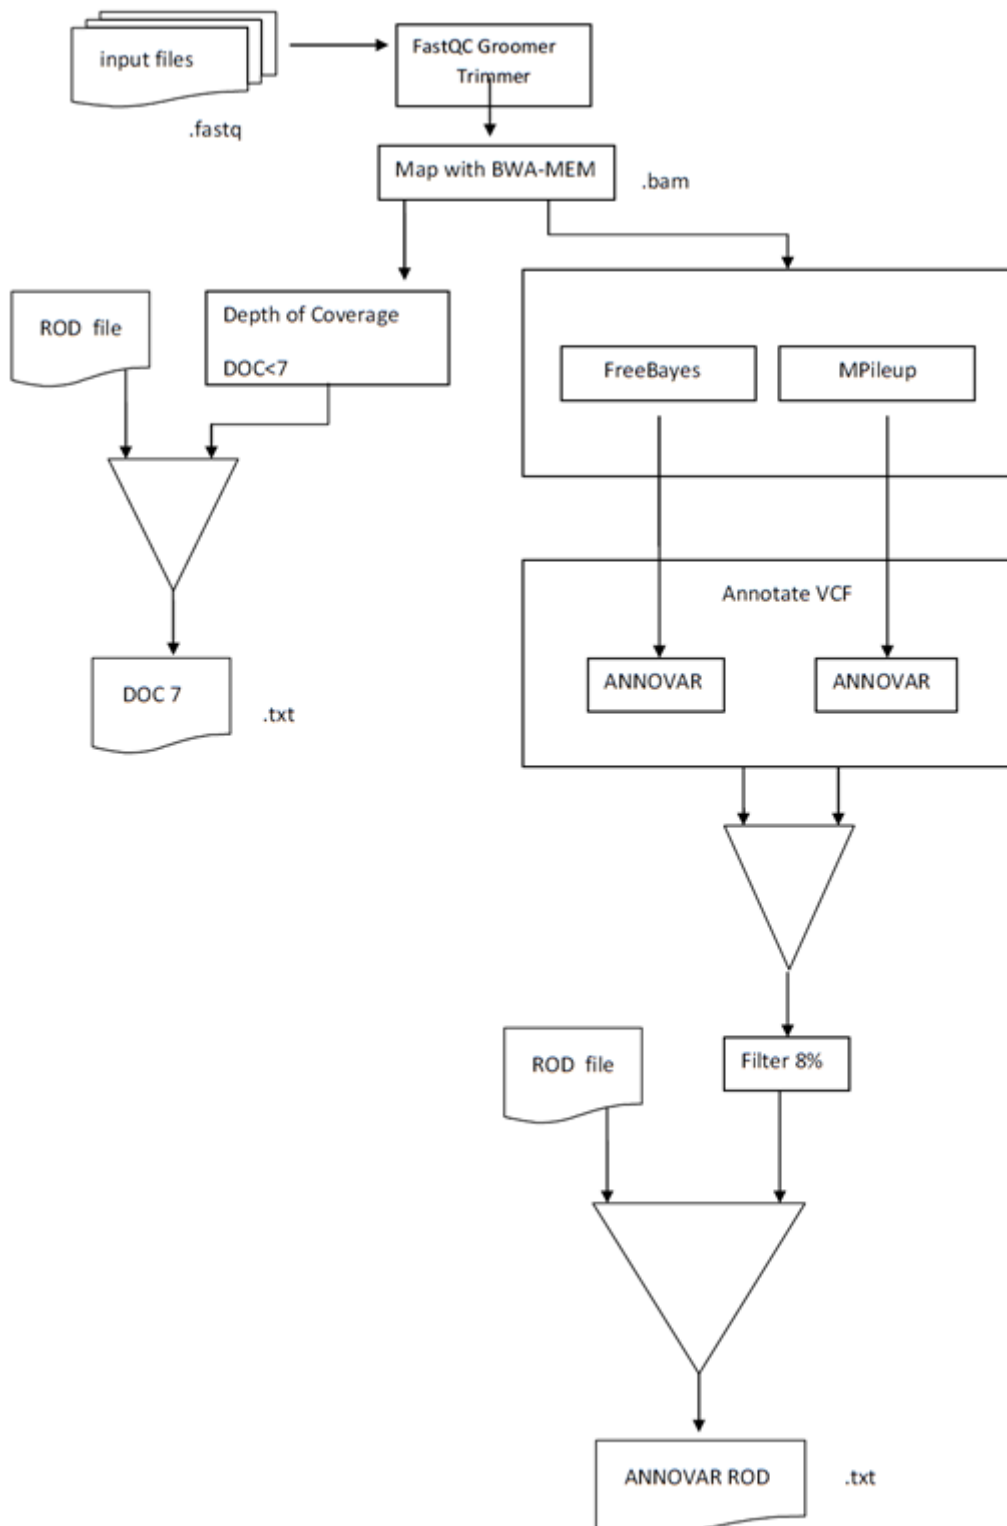 input files
.fastq
FastQC Groomer
Trimmer
Map with BWA-MEM
.bam
ROD file
Depth of Coverage
DOC<7
FreeBayes
MPileup
DOC 7
.txt
Annotate VCF
ANNOVAR
ANNOVAR
Filter 8%
ROD file
ANNOVAR ROD
.txt